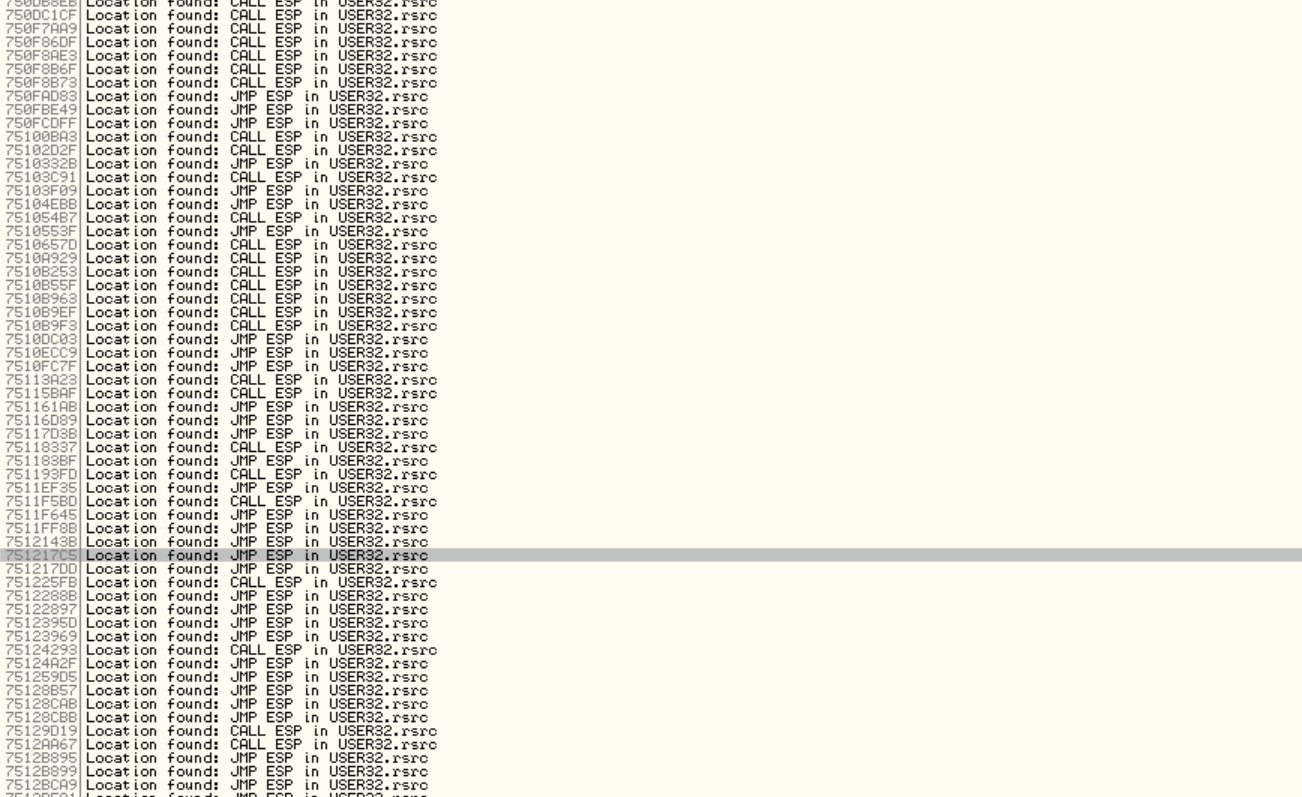 750DB8EB Location found: CALL ESP in USER32.rsrc
750DC1CF Location found: CALL ESP in USER32.rsrc
750F7AA9 Location found: CALL ESP in USER32.rsrc
750F86DF Location found: CALL ESP in USER32.rsrc
750F8AE3 Location found: CALL ESP in USER32.rsrc
750F8B6F Location found: CALL ESP in USER32.rsrc
750F8B73 Location found: CALL ESP in USER32.rsrc
750FAD83 Location found: JMP ESP in USER32.rsrc
750FBE49 Location found: JMP ESP in USER32.rsrc
750FCDFF Location found: JMP ESP in USER32.rsrc
75100BA3 Location found: CALL ESP in USER32.rsrc
75102D2F Location found: CALL ESP in USER32.rsrc
7510332B Location found: JMP ESP in USER32.rsrc
75103C91 Location found: CALL ESP in USER32.rsrc
75103F09 Location found: JMP ESP in USER32.rsrc
75104EBB Location found: JMP ESP in USER32.rsrc
751054B7 Location found: CALL ESP in USER32.rsrc
7510553F Location found: JMP ESP in USER32.rsrc
7510657D Location found: CALL ESP in USER32.rsrc
7510A929 Location found: CALL ESP in USER32.rsrc
7510B253 Location found: CALL ESP in USER32.rsrc
7510B55F Location found: CALL ESP in USER32.rsrc
7510B963 Location found: CALL ESP in USER32.rsrc
7510B9EF Location found: CALL ESP in USER32.rsrc
7510B9F3 Location found: CALL ESP in USER32.rsrc
7510DC03 Location found: JMP ESP in USER32.rsrc
7510ECC9 Location found: JMP ESP in USER32.rsrc
7510FC7F Location found: JMP ESP in USER32.rsrc
75113A23 Location found: CALL ESP in USER32.rsrc
75115BAF Location found: CALL ESP in USER32.rsrc
751161AB Location found: JMP ESP in USER32.rsrc
75116D89 Location found: JMP ESP in USER32.rsrc
75117D3B Location found: JMP ESP in USER32.rsrc
75118337 Location found: CALL ESP in USER32.rsrc
751183BF Location found: JMP ESP in USER32.rsrc
751193FD Location found: CALL ESP in USER32.rsrc
7511EF35 Location found: JMP ESP in USER32.rsrc
7511F5BD Location found: CALL ESP in USER32.rsrc
7511F645 Location found: JMP ESP in USER32.rsrc
7511FF8B Location found: JMP ESP in USER32.rsrc
7512143B Location found: JMP ESP in USER32.rsrc
751217C5 Location found: JMP ESP in USER32.rsrc
751217DD Location found: JMP ESP in USER32.rsrc
751225FB Location found: CALL ESP in USER32.rsrc
7512288B Location found: JMP ESP in USER32.rsrc
75122897 Location found: JMP ESP in USER32.rsrc
7512395D Location found: JMP ESP in USER32.rsrc
75123969 Location found: JMP ESP in USER32.rsrc
75124293 Location found: CALL ESP in USER32.rsrc
75124A2F Location found: JMP ESP in USER32.rsrc
751259D5 Location found: JMP ESP in USER32.rsrc
75128B57 Location found: JMP ESP in USER32.rsrc
75128CAB Location found: JMP ESP in USER32.rsrc
75128CBB Location found: JMP ESP in USER32.rsrc
75129D19 Location found: CALL ESP in USER32.rsrc
7512AA67 Location found: CALL ESP in USER32.rsrc
7512B895 Location found: JMP ESP in USER32.rsrc
7512B899 Location found: JMP ESP in USER32.rsrc
7512BCA9 Location found: JMP ESP in USER32.rsrc